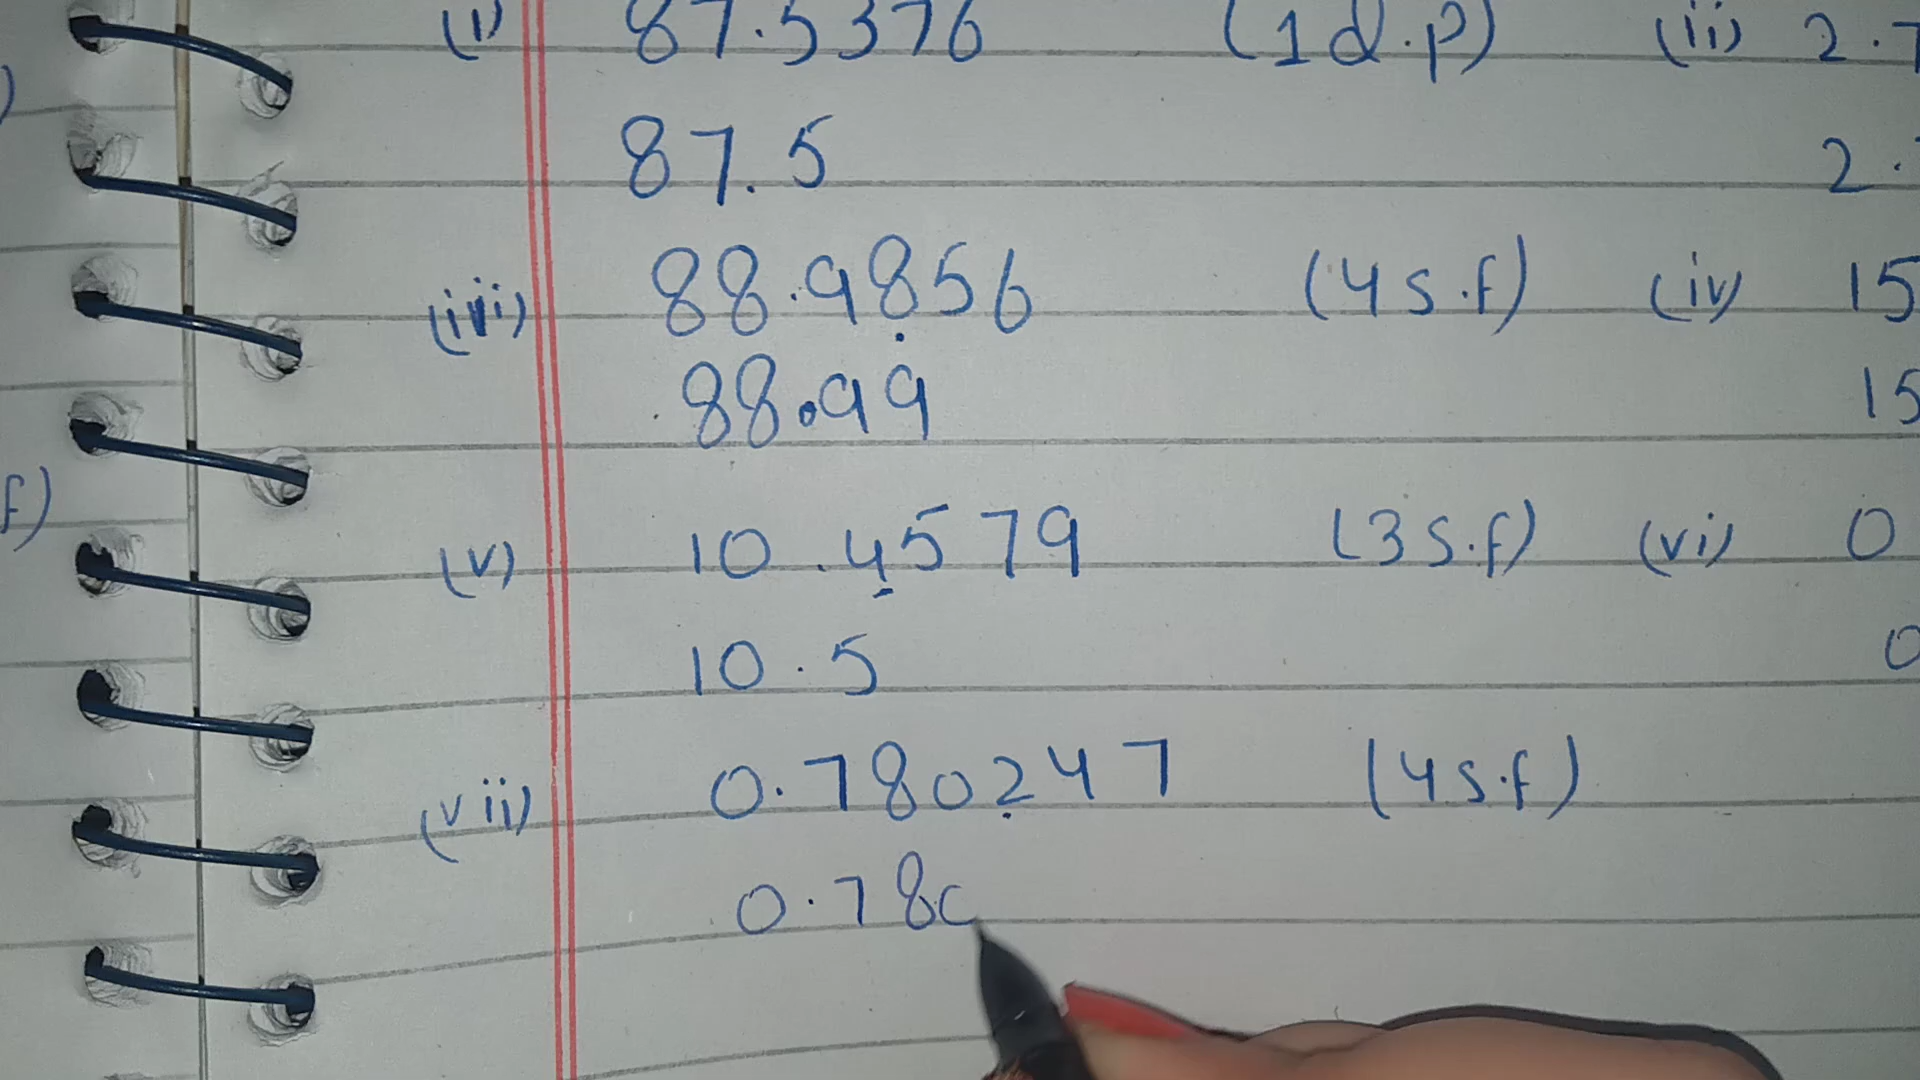 (i) 87.5376 (1d.p) (ii) 2.7
87.5 2.
(iii) 88.9856 (4s.f) (iv) 15
88.99 15
f)
(v) 10.4579 (3s.f) (vi) 0
10.5 0
(vii) 0.780247 (4s.f)
0.780